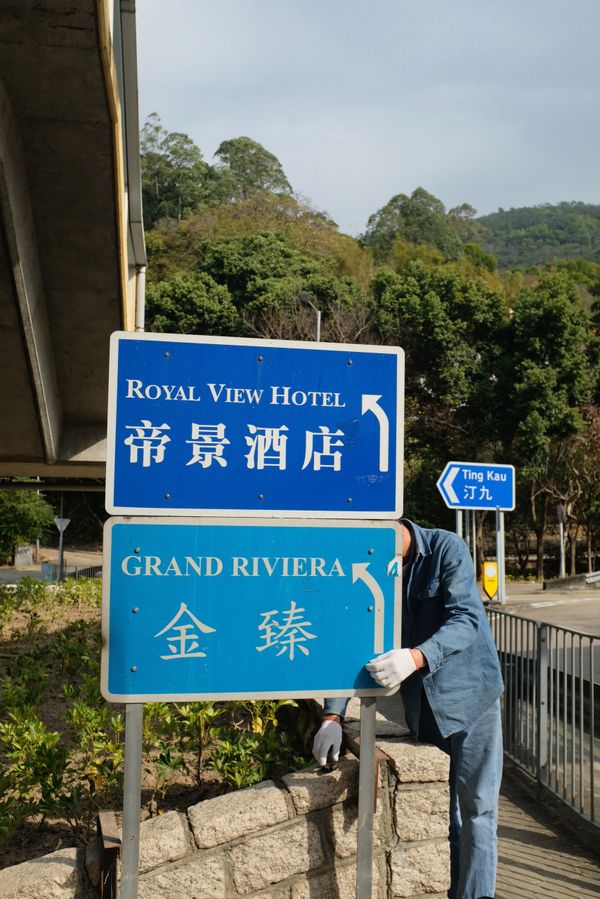 ROYAL VIEW HOTEL
帝景酒店
GRAND RIVIERA
金臻
Ting Kau
汀九